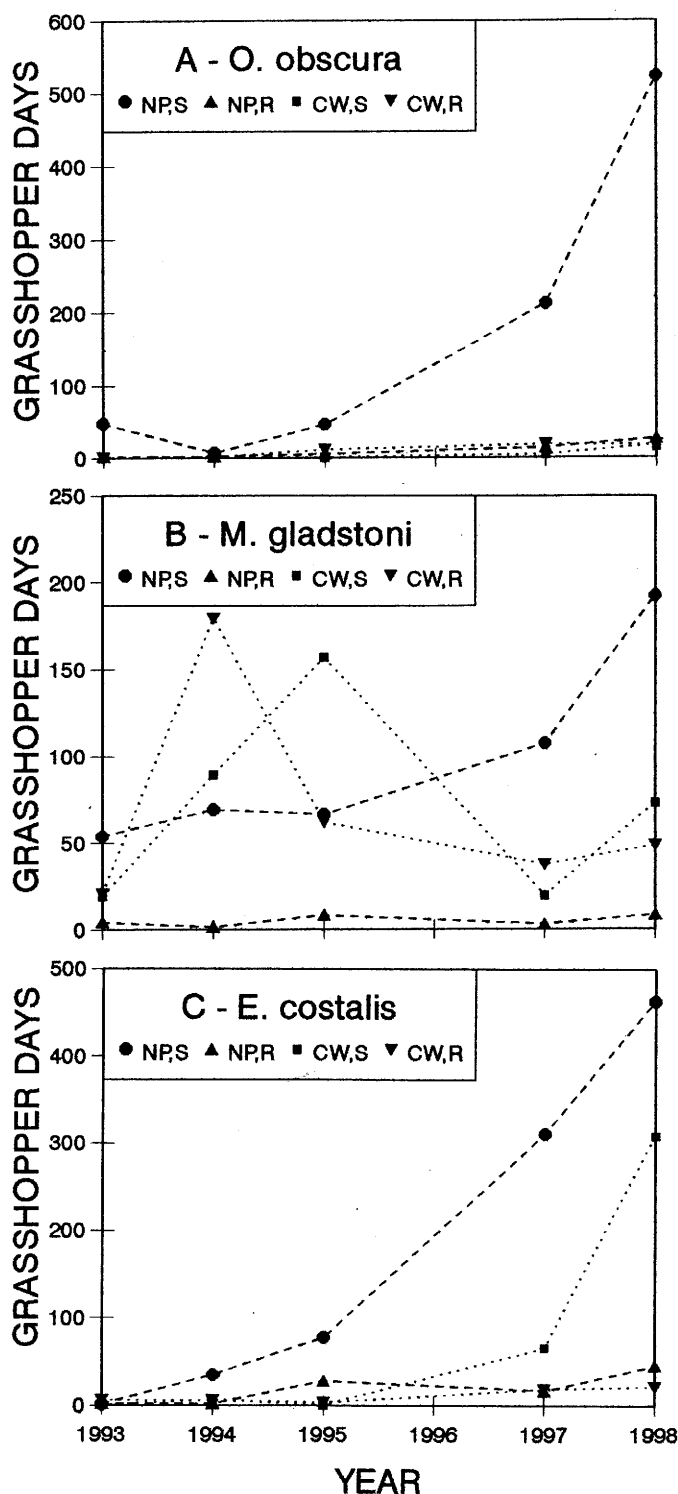 A - O. obscura
● NP,S ▲ NP,R ■ CW,S ▼ CW,R
GRASSHOPPER DAYS
600
500
400
300
200
100
0
B - M. gladstoni
● NP,S ▲ NP,R ■ CW,S ▼ CW,R
GRASSHOPPER DAYS
250
200
150
100
50
0
C - E. costalis
● NP,S ▲ NP,R ■ CW,S ▼ CW,R
GRASSHOPPER DAYS
500
400
300
200
100
0
1993 1994 1995 1996 1997 1998
YEAR